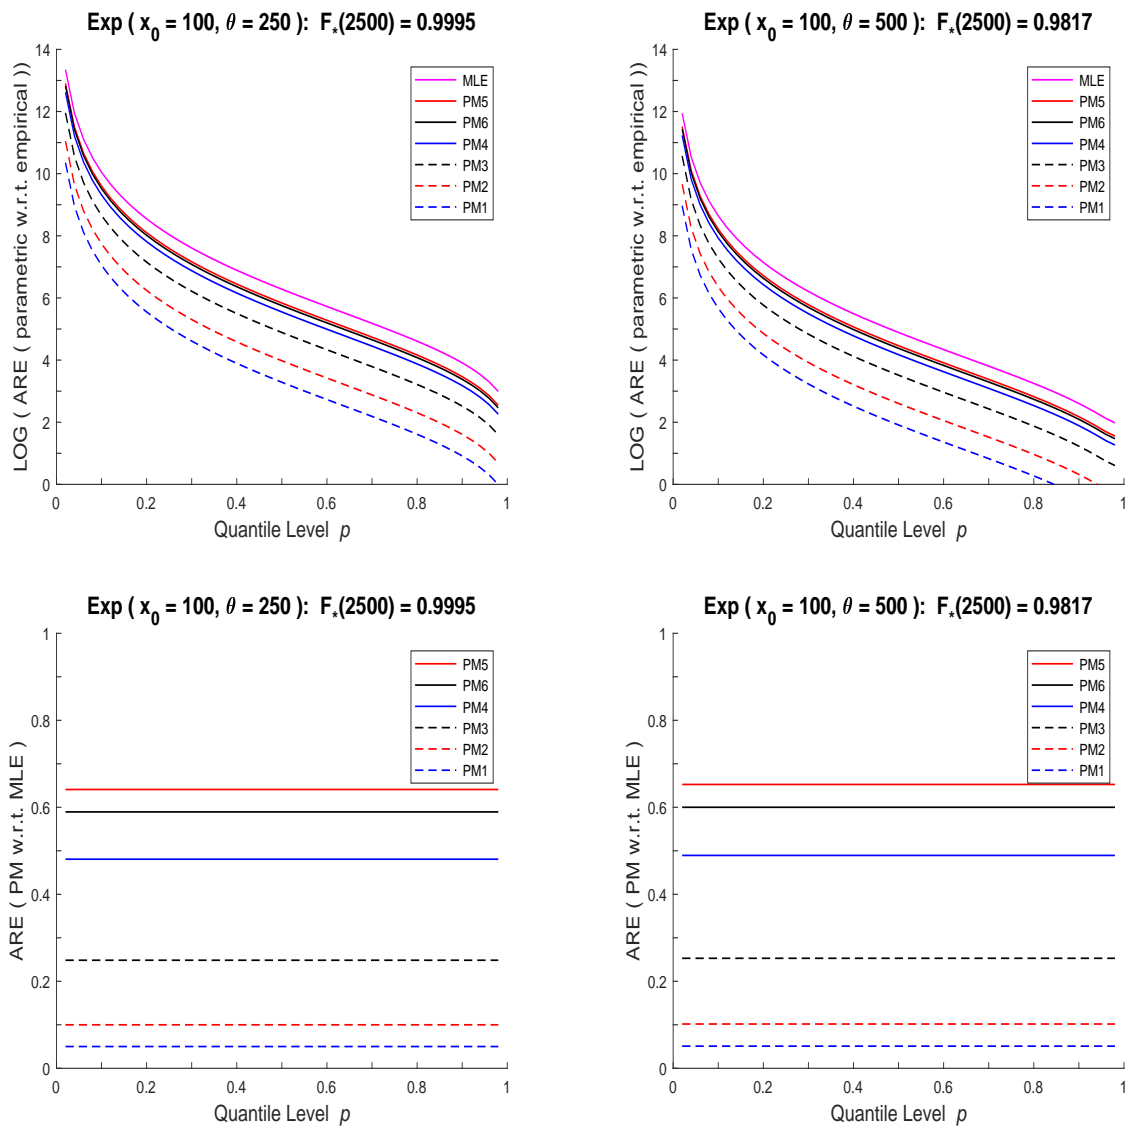 Exp ( x0 = 100, θ = 250 ): F*(2500) = 0.9995
LOG ( ARE ( parametric w.r.t. empirical ))
14
12
10
8
6
4
2
0
0
0.2
0.4
0.6
0.8
1
Quantile Level p
MLE
PM5
PM6
PM4
PM3
PM2
PM1
Exp ( x0 = 100, θ = 500 ): F*(2500) = 0.9817
LOG ( ARE ( parametric w.r.t. empirical ))
14
12
10
8
6
4
2
0
0
0.2
0.4
0.6
0.8
1
Quantile Level p
MLE
PM5
PM6
PM4
PM3
PM2
PM1
Exp ( x0 = 100, θ = 250 ): F*(2500) = 0.9995
ARE ( PM w.r.t. MLE )
1
0.8
0.6
0.4
0.2
0
0
0.2
0.4
0.6
0.8
1
Quantile Level p
PM5
PM6
PM4
PM3
PM2
PM1
Exp ( x0 = 100, θ = 500 ): F*(2500) = 0.9817
ARE ( PM w.r.t. MLE )
1
0.8
0.6
0.4
0.2
0
0
0.2
0.4
0.6
0.8
1
Quantile Level p
PM5
PM6
PM4
PM3
PM2
PM1